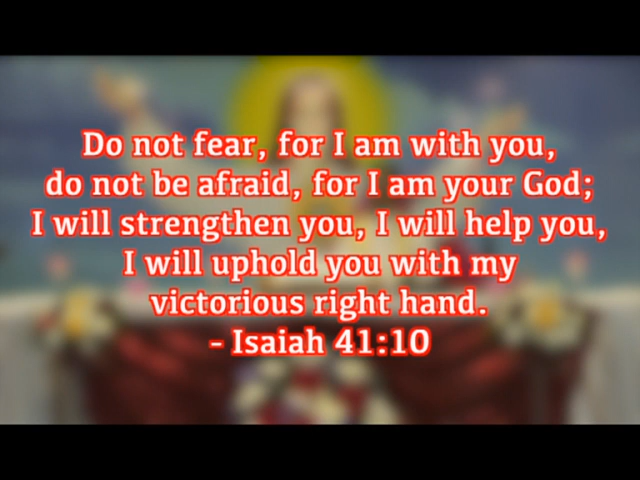 Do not fear, for I am with you,
do not be afraid, for I am your God;
I will strengthen you, I will help you,
I will uphold you with my
victorious right hand.
- Isaiah 41:10